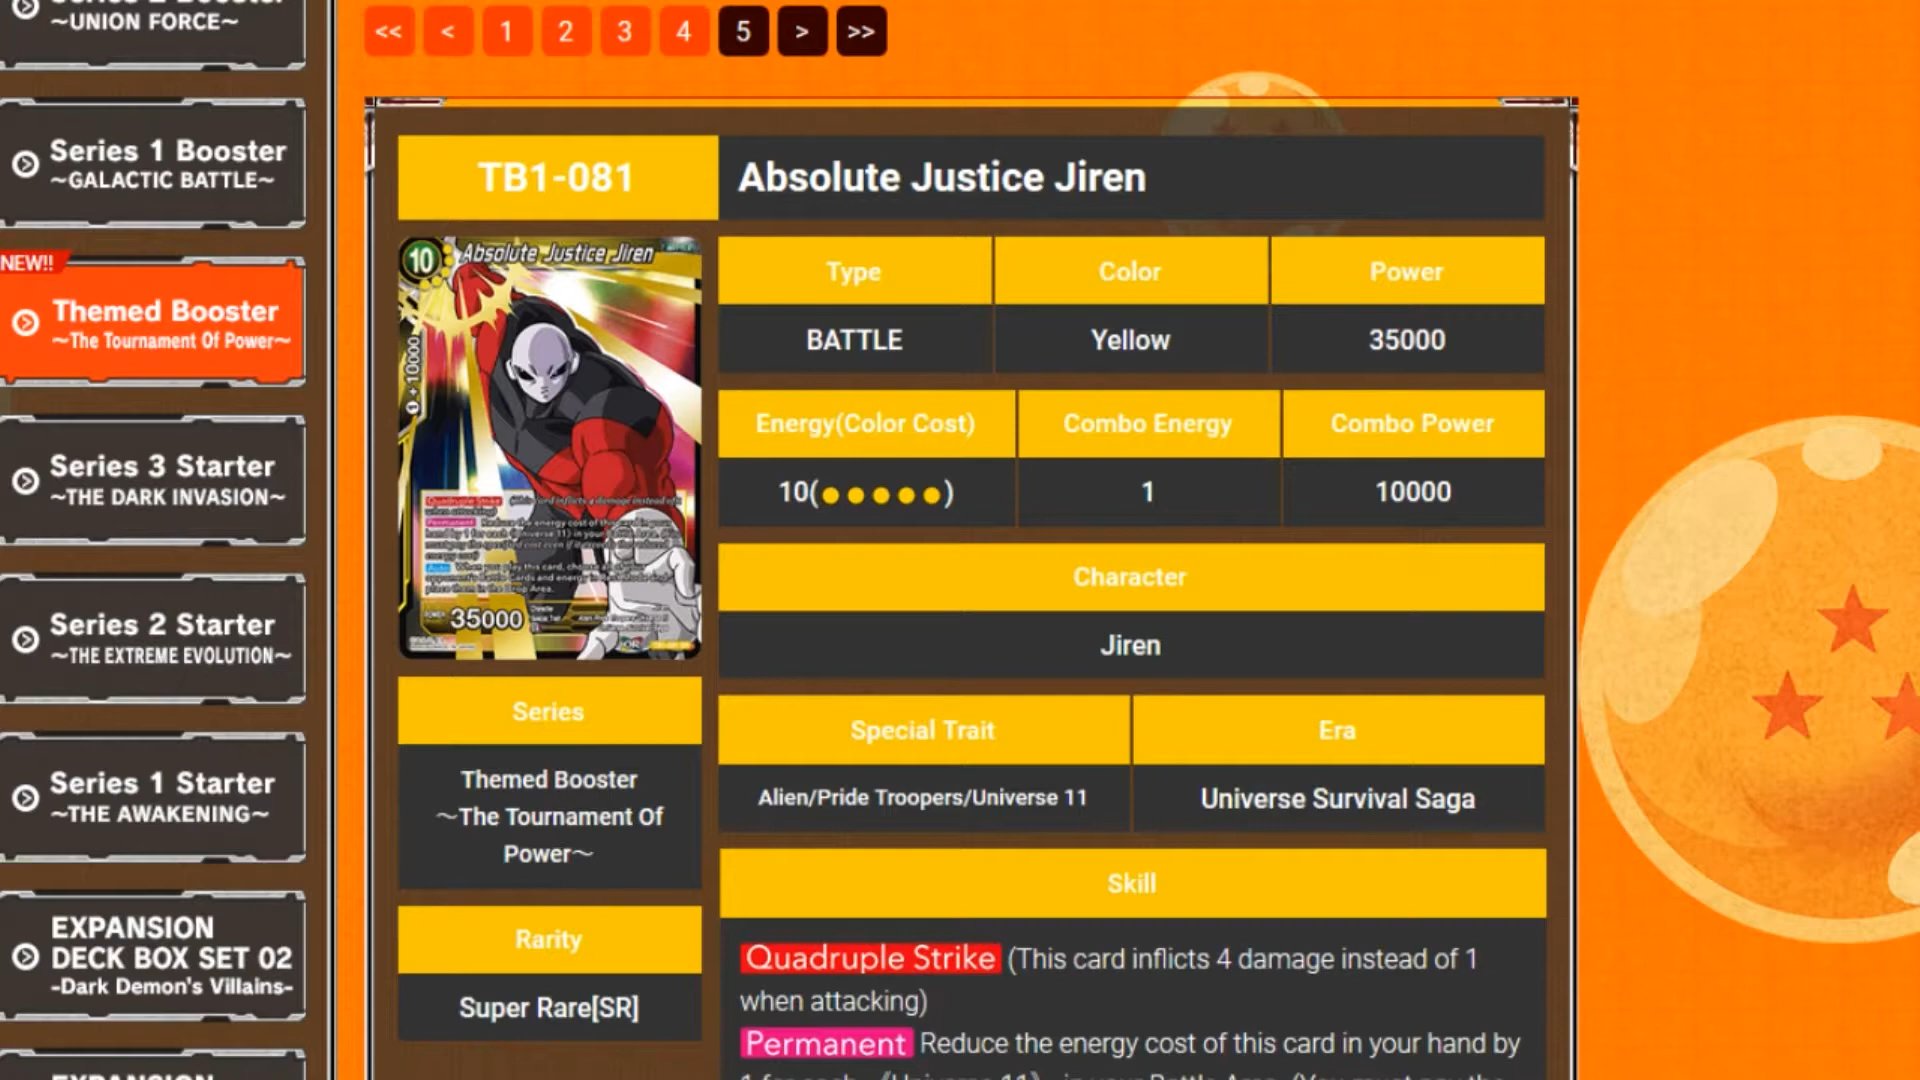 ~UNION FORCE~
Series 1 Booster
~GALACTIC BATTLE~
NEW!!
Themed Booster
~The Tournament Of Power~
Series 3 Starter
~THE DARK INVASION~
Series 2 Starter
~THE EXTREME EVOLUTION~
Series 1 Starter
~THE AWAKENING~
EXPANSION
DECK BOX SET 02
-Dark Demon's Villains-
EXPANSION
<< < 1 2 3 4 5 > >>
TB1-081
Absolute Justice Jiren
10 Absolute Justice Jiren
+10000
Quadruple Strike
Permanent
Auto
35000
Type Color Power
BATTLE Yellow 35000
Energy(Color Cost) Combo Energy Combo Power
10(●●●●●) 1 10000
Character
Jiren
Special Trait Era
Alien/Pride Troopers/Universe 11 Universe Survival Saga
Series
Themed Booster
~The Tournament Of
Power~
Rarity
Super Rare[SR]
Skill
Quadruple Strike (This card inflicts 4 damage instead of 1
when attacking)
Permanent Reduce the energy cost of this card in your hand by